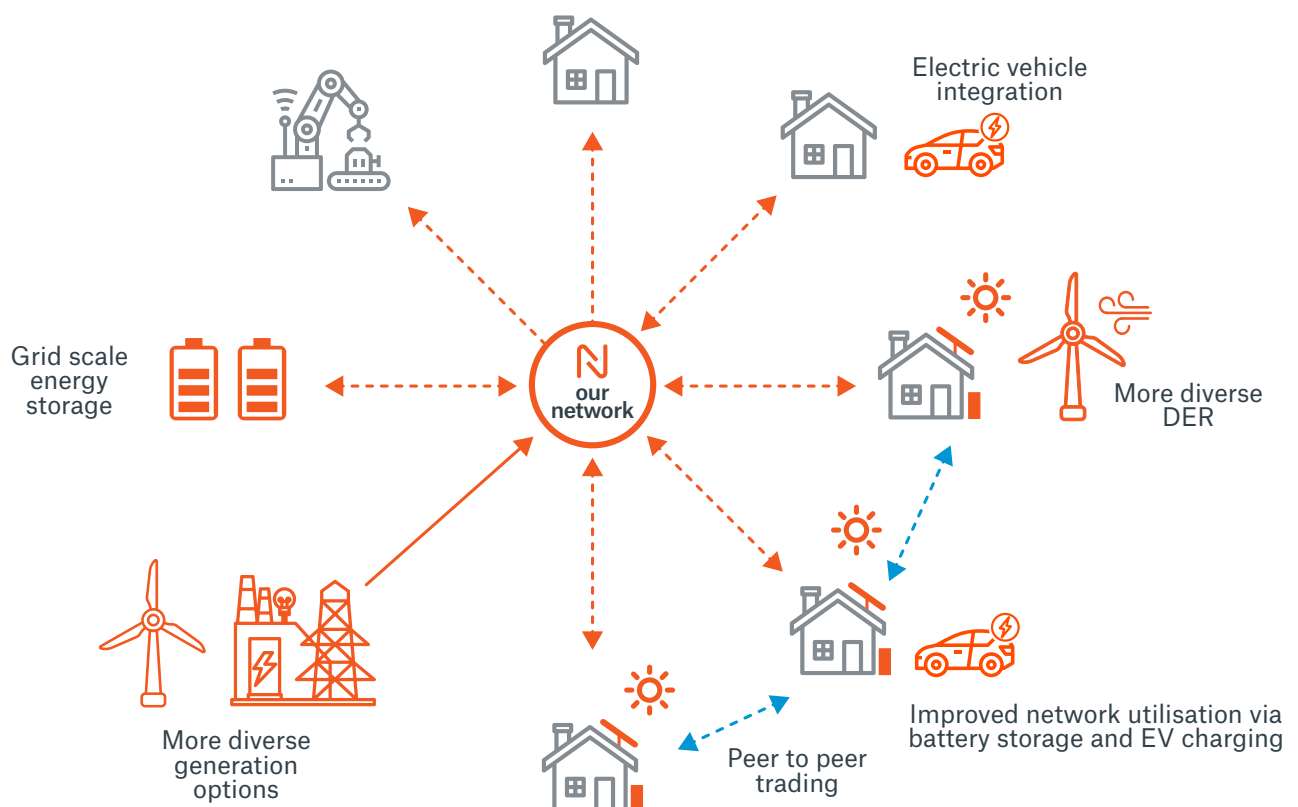 Electric vehicle
integration
Grid scale
energy
storage
our
network
More diverse
DER
More diverse
generation
options
Peer to peer
trading
Improved network utilisation via
battery storage and EV charging